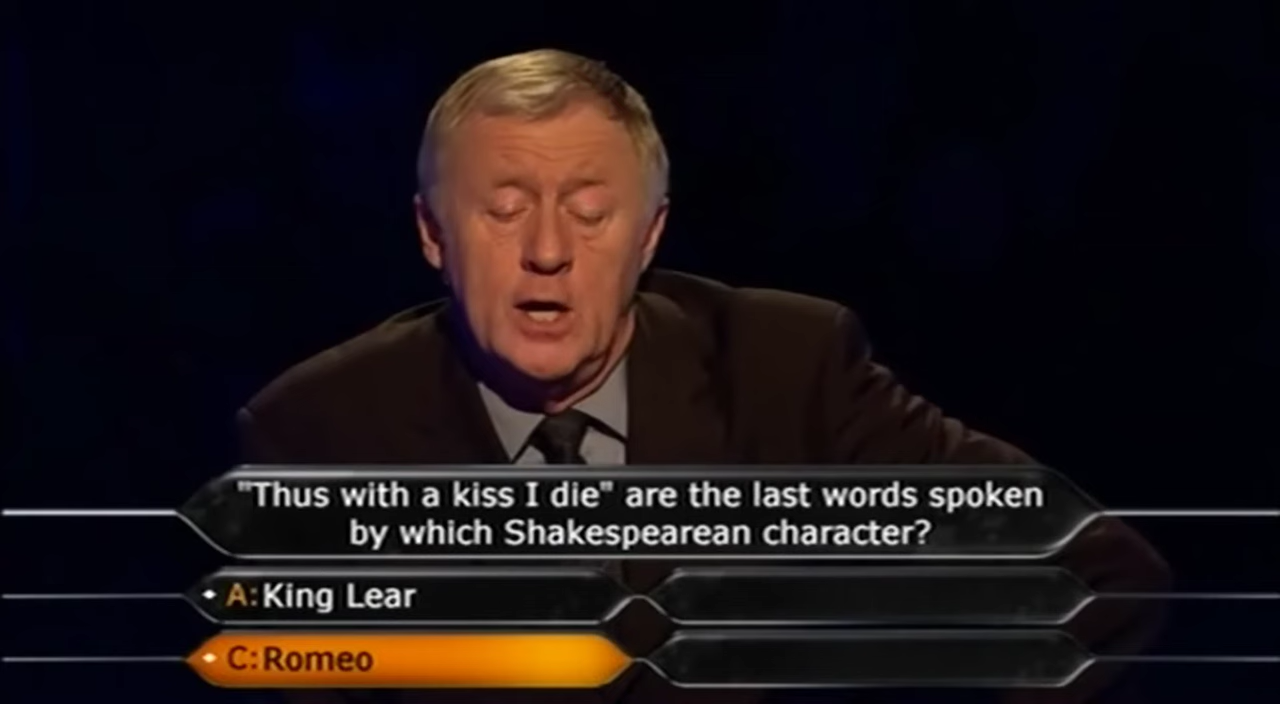 "Thus with a kiss I die" are the last words spoken
by which Shakespearean character?
A: King Lear
C: Romeo